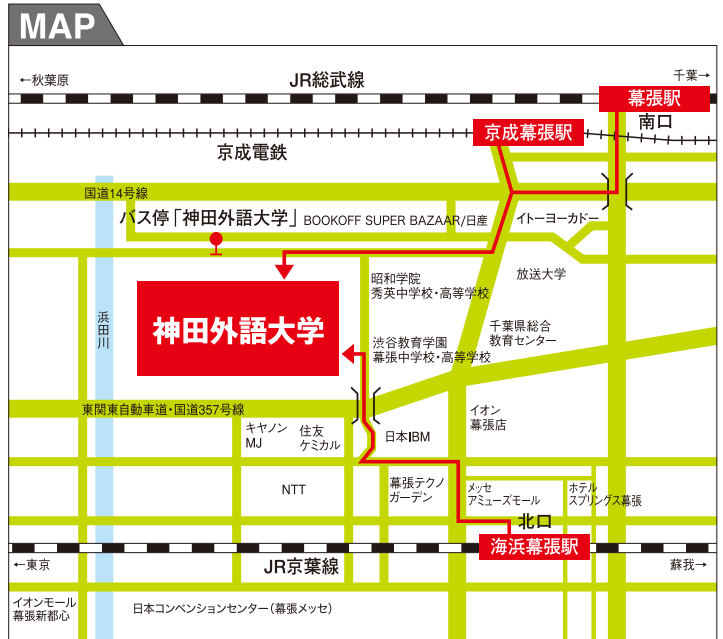 MAP
←秋葉原
JR総武線
千葉→
幕張駅
南口
京成幕張駅
京成電鉄
国道14号線
バス停「神田外語大学」
BOOKOFF SUPER BAZAAR/日産
イトーヨーカドー
昭和学院
秀英中学校・高等学校
放送大学
浜田川
神田外語大学
渋谷教育学園
幕張中学校・高等学校
千葉県総合
教育センター
東関東自動車道・国道357号線
キヤノン
MJ
住友
ケミカル
日本IBM
イオン
幕張店
NTT
幕張テクノ
ガーデン
メッセ
アミューズモール
ホテル
スプリングス幕張
北口
海浜幕張駅
←東京
JR京葉線
蘇我→
イオンモール
幕張新都心
日本コンベンションセンター(幕張メッセ)